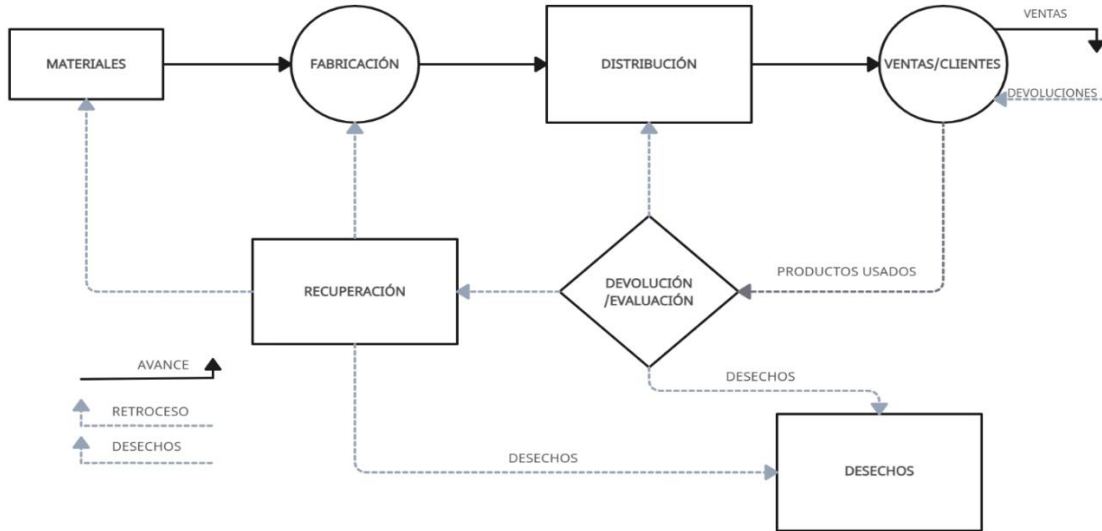 VENTAS
MATERIALES
FABRICACIÓN
DISTRIBUCIÓN
VENTAS/CLIENTES
DEVOLUCIONES
PRODUCTOS USADOS
RECUPERACIÓN
DEVOLUCIÓN
/EVALUACIÓN
AVANCE
DESECHOS
RETROCESO
DESECHOS
DESECHOS
DESECHOS